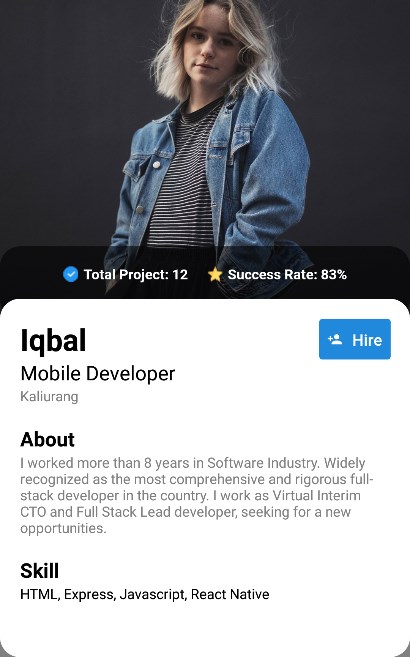 Total Project: 12 Success Rate: 83%
Iqbal
Hire
Mobile Developer
Kaliurang
About
I worked more than 8 years in Software Industry. Widely
recognized as the most comprehensive and rigorous full-
stack developer in the country. I work as Virtual Interim
CTO and Full Stack Lead developer, seeking for a new
opportunities.
Skill
HTML, Express, Javascript, React Native